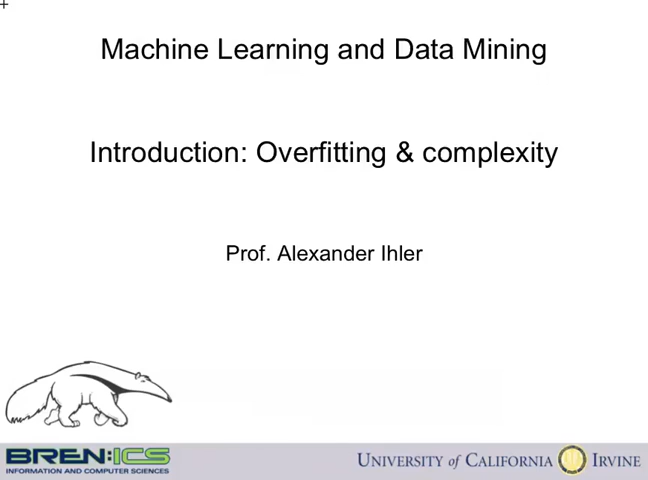 Machine Learning and Data Mining
Introduction: Overfitting & complexity
Prof. Alexander Ihler
BREN:ICS
INFORMATION AND COMPUTER SCIENCES
UNIVERSITY of CALIFORNIA IRVINE